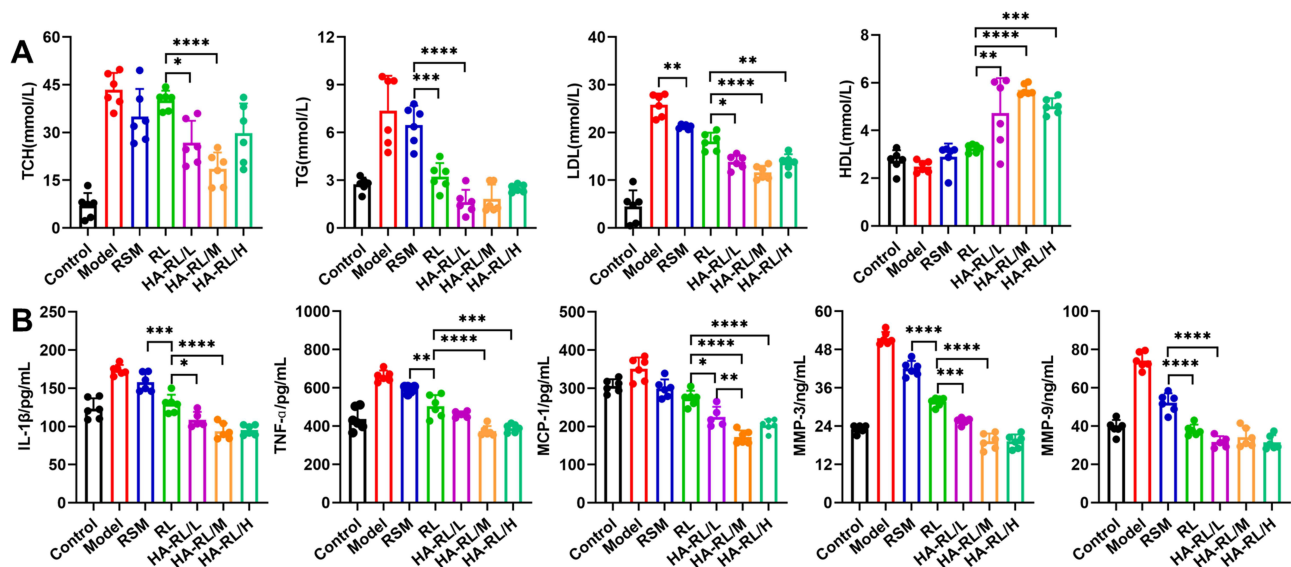 A
TCH(mmol/L)
60
45
30
15
0
****
*
Control
Model
RSM
RL
HA-RL/L
HA-RL/M
HA-RL/H
TG(mmol/L)
12
9
6
3
0
****
***
Control
Model
RSM
RL
HA-RL/L
HA-RL/M
HA-RL/H
LDL(mmol/L)
40
30
20
10
0
**
**
****
*
Control
Model
RSM
RL
HA-RL/L
HA-RL/M
HA-RL/H
HDL(mmol/L)
8
6
4
2
0
***
****
**
Control
Model
RSM
RL
HA-RL/L
HA-RL/M
HA-RL/H
B
IL-1β/pg/mL
250
200
150
100
50
0
***
****
*
Control
Model
RSM
RL
HA-RL/L
HA-RL/M
HA-RL/H
TNF-α/pg/mL
1000
800
600
400
200
0
***
****
**
Control
Model
RSM
RL
HA-RL/L
HA-RL/M
HA-RL/H
MCP-1/pg/mL
500
400
300
200
100
0
****
****
*
**
Control
Model
RSM
RL
HA-RL/L
HA-RL/M
HA-RL/H
MMP-3/ng/mL
60
48
36
24
12
0
****
****
***
Control
Model
RSM
RL
HA-RL/L
HA-RL/M
HA-RL/H
MMP-9/ng/mL
100
80
60
40
20
0
****
****
Control
Model
RSM
RL
HA-RL/L
HA-RL/M
HA-RL/H